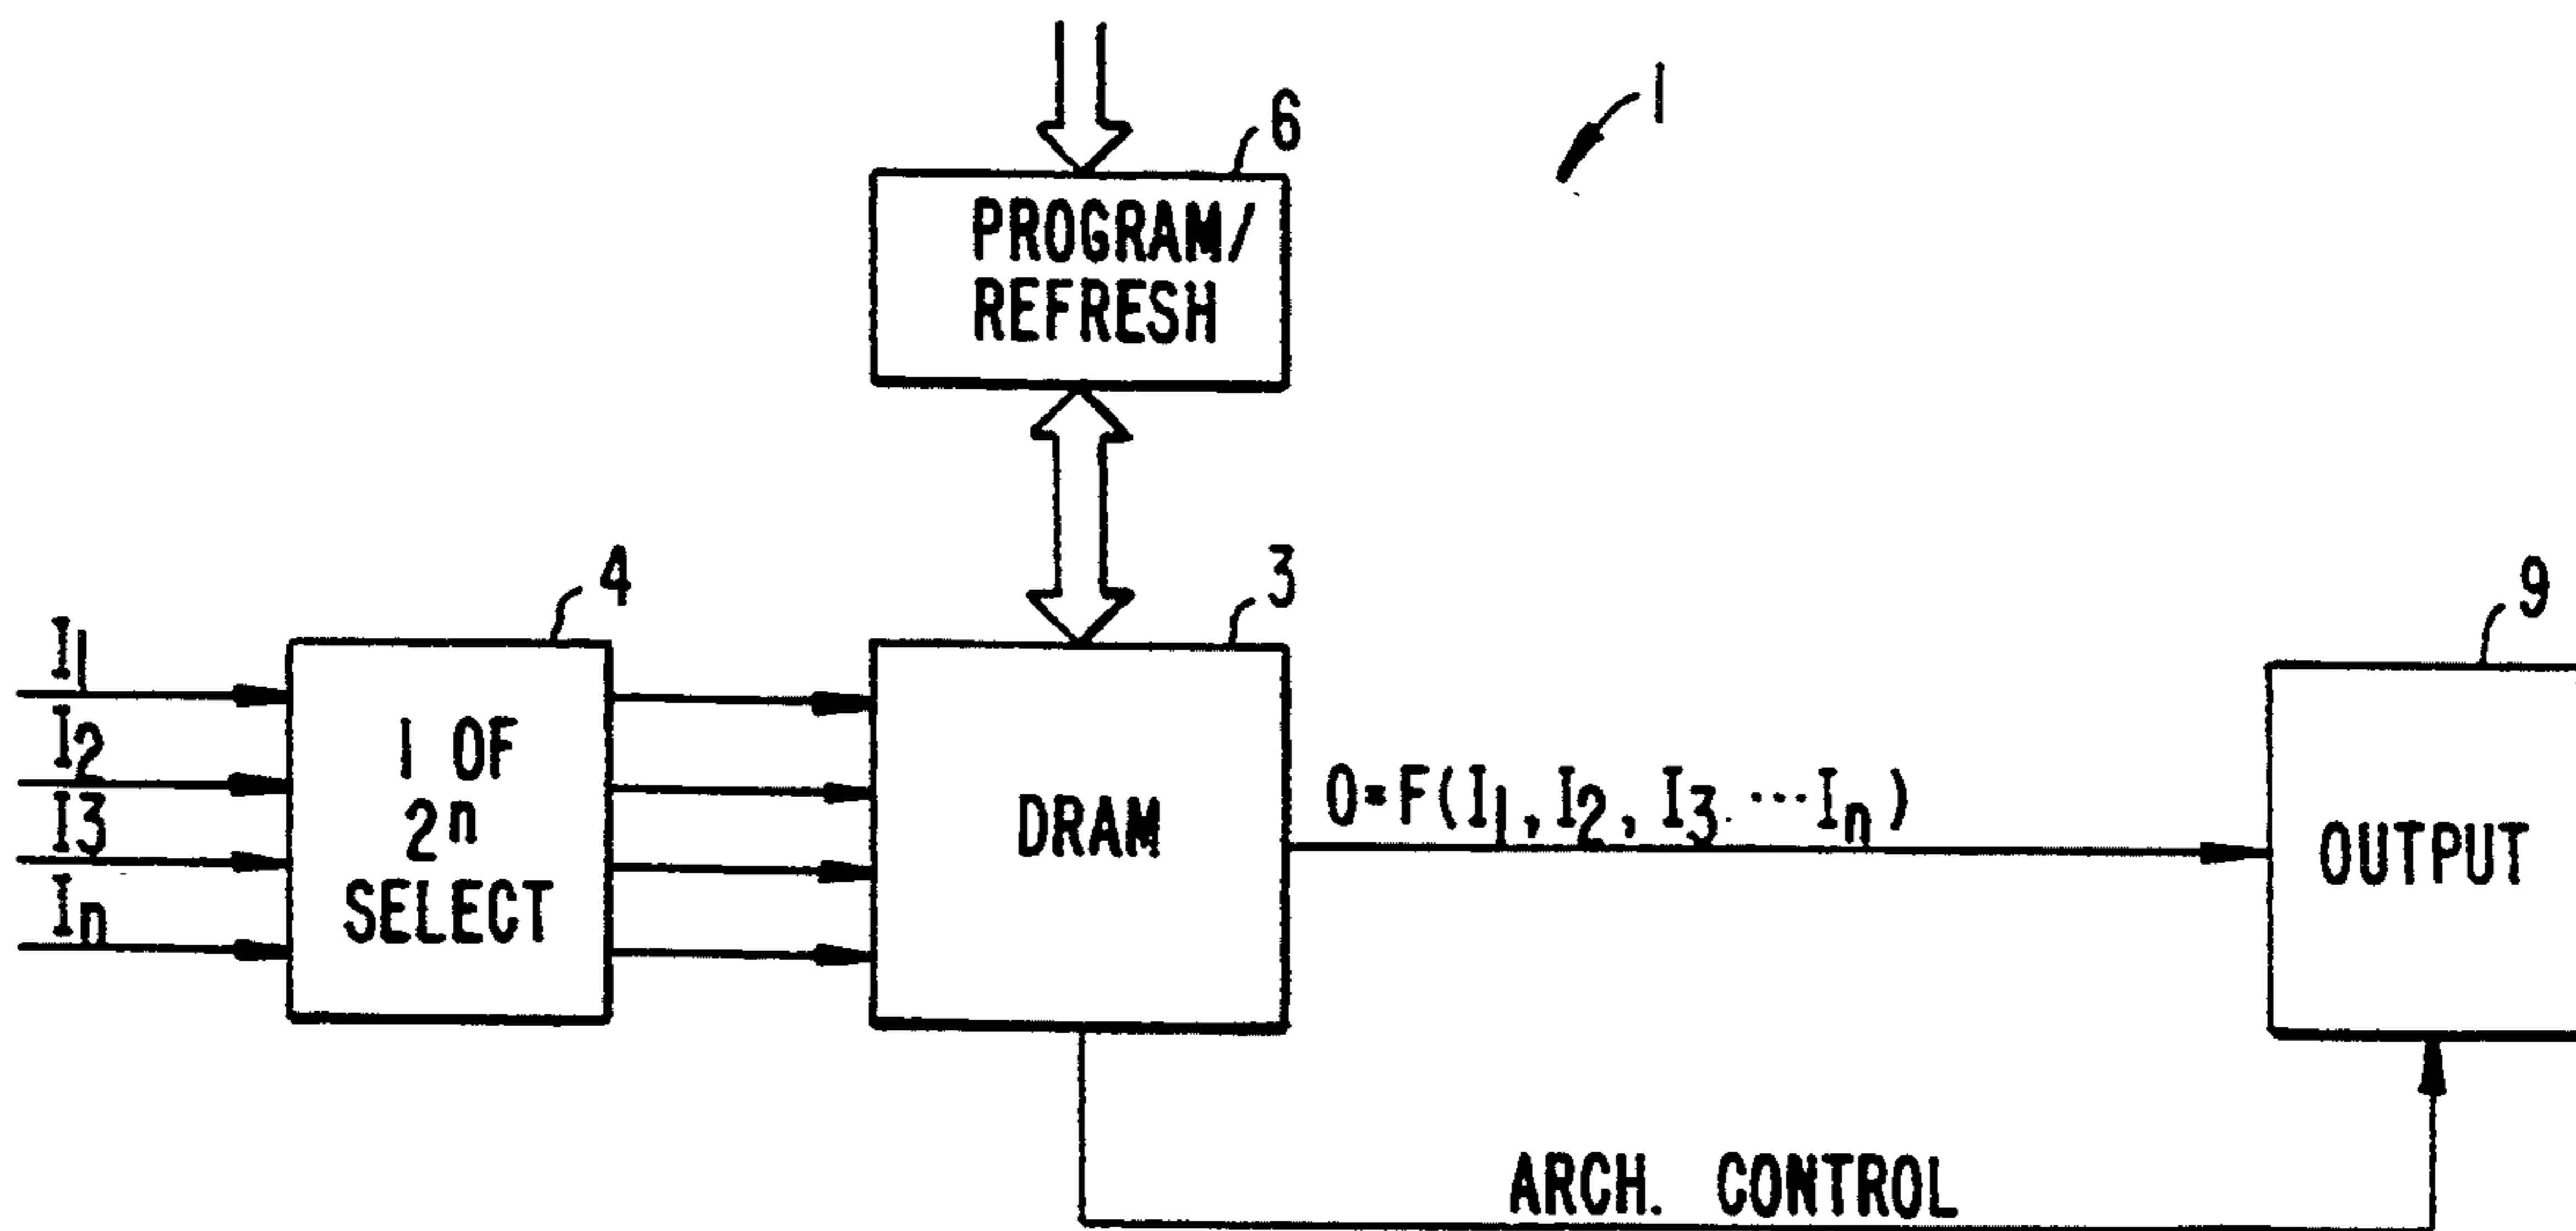 1
6
PROGRAM/
REFRESH
4
3
9
I1
I2
I3
In
1 OF
2n
SELECT
DRAM
O=F(I1, I2, I3 ...In)
OUTPUT
ARCH. CONTROL